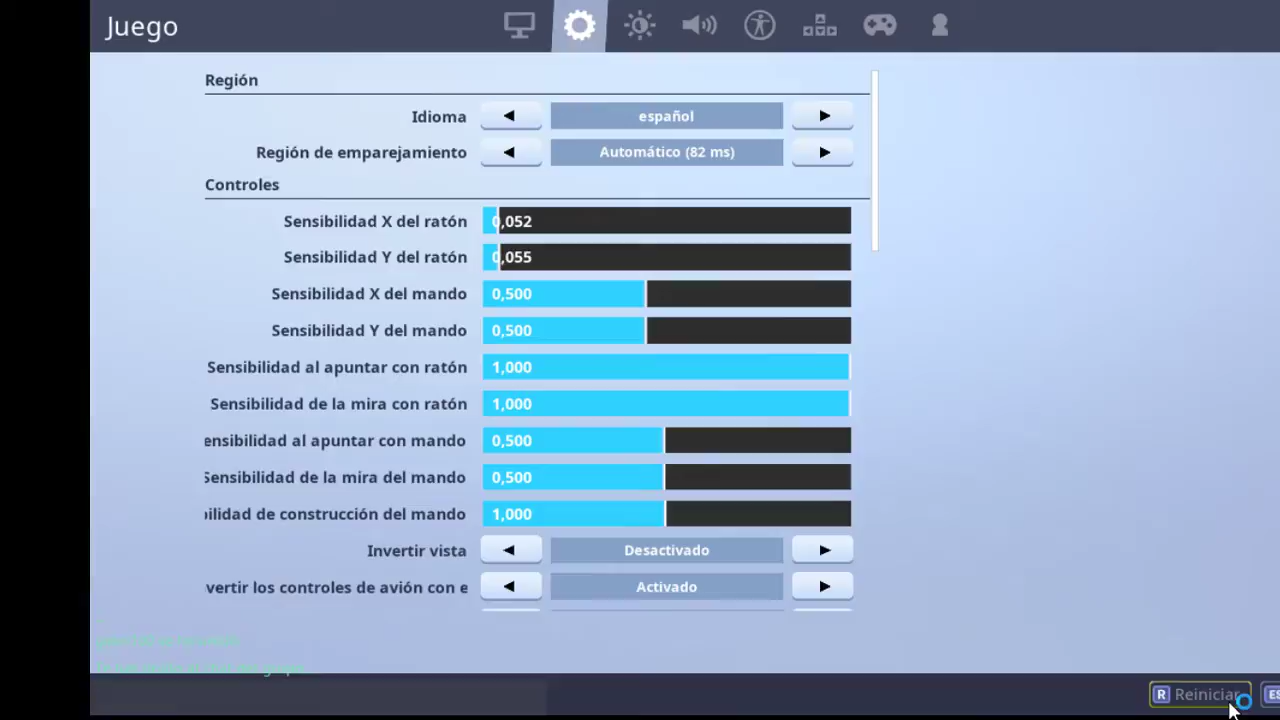 Juego
Región
Idioma español
Región de emparejamiento Automático (82 ms)
Controles
Sensibilidad X del ratón 0,052
Sensibilidad Y del ratón 0,055
Sensibilidad X del mando 0,500
Sensibilidad Y del mando 0,500
Sensibilidad al apuntar con ratón 1,000
Sensibilidad de la mira con ratón 1,000
ensibilidad al apuntar con mando 0,500
Sensibilidad de la mira del mando 0,500
bilidad de construcción del mando 1,000
Invertir vista Desactivado
vertir los controles de avión con e Activado
R Reiniciar ES